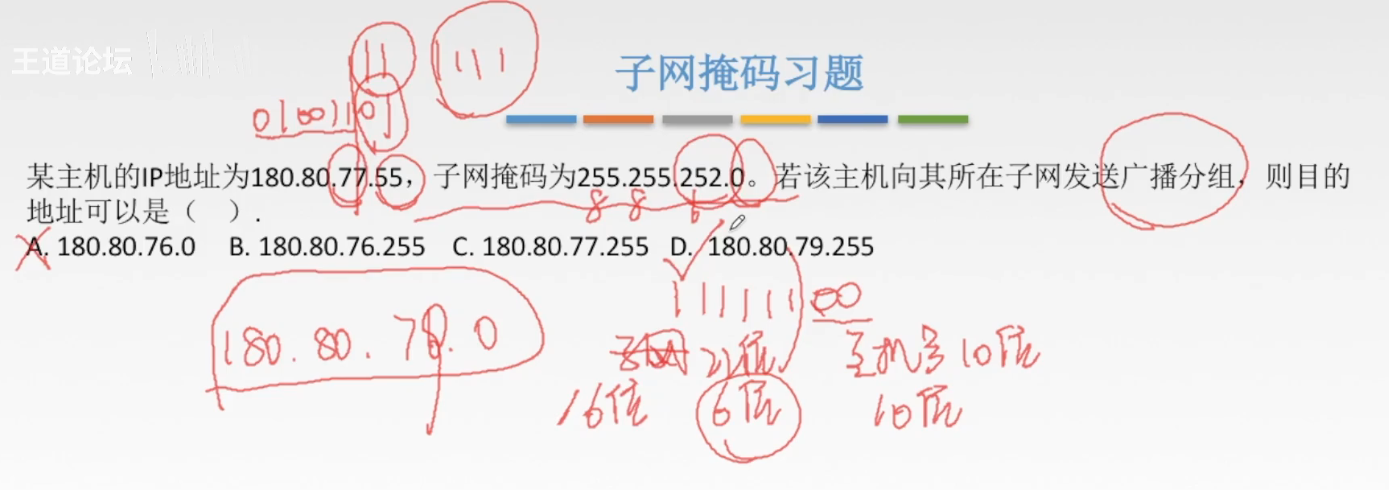 王道论坛
11 111
子网掩码习题
01001101
某主机的IP地址为180.80.77.55，子网掩码为255.255.252.0。若该主机向其所在子网发送广播分组，则目的
8 8 6
地址可以是（ ）.
A. 180.80.76.0 B. 180.80.76.255 C. 180.80.77.255 D. 180.80.79.255
11111100
180.80.78.0
主机号10位
16位 6位 10位